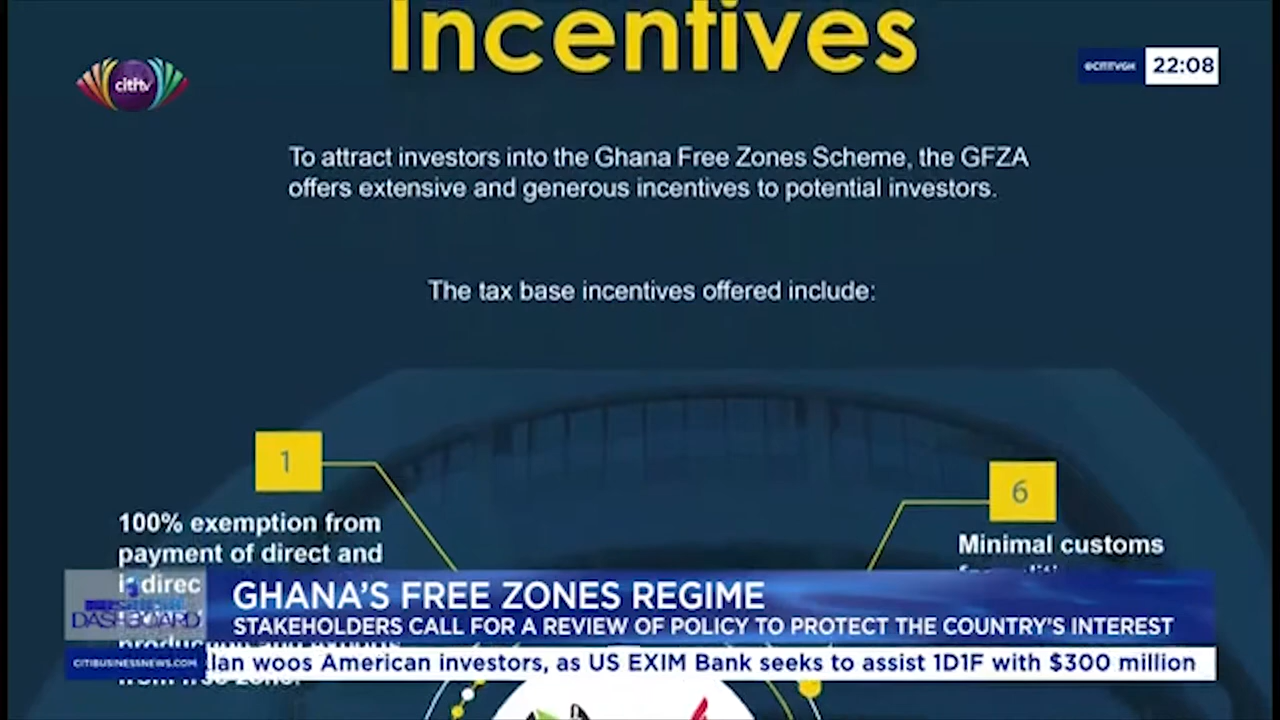 Incentives
citi tv
@CITITVGH
22:08
To attract investors into the Ghana Free Zones Scheme, the GFZA
offers extensive and generous incentives to potential investors.
The tax base incentives offered include:
1
100% exemption from
payment of direct and
6
Minimal customs
DASHBOARD
GHANA'S FREE ZONES REGIME
STAKEHOLDERS CALL FOR A REVIEW OF POLICY TO PROTECT THE COUNTRY'S INTEREST
CITIBUSINESSNEWS.COM
lan woos American investors, as US EXIM Bank seeks to assist 1D1F with $300 million